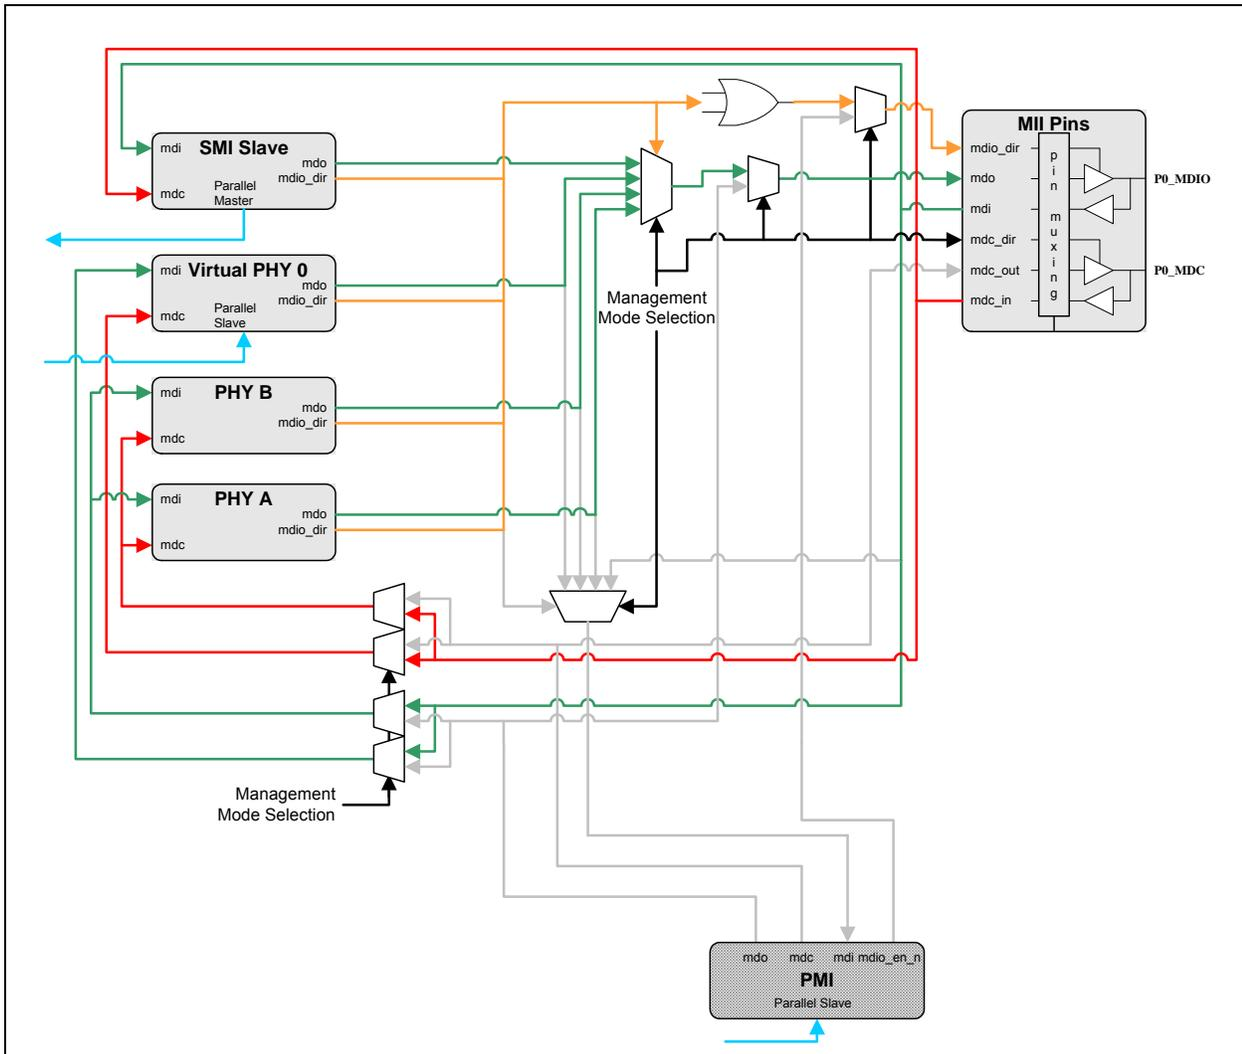 SMI Slave
mdi
mdo
mdio_dir
mdc
Parallel
Master
Virtual PHY 0
mdi
mdo
mdio_dir
mdc
Parallel
Slave
PHY B
mdi
mdo
mdio_dir
mdc
PHY A
mdi
mdo
mdio_dir
mdc
Management
Mode Selection
MII Pins
mdio_dir
mdo
mdi
mdc_dir
mdc_out
mdc_in
pin muxing
P0_MDIO
P0_MDC
Management
Mode Selection
mdo mdc mdi mdio_en_n
PMI
Parallel Slave